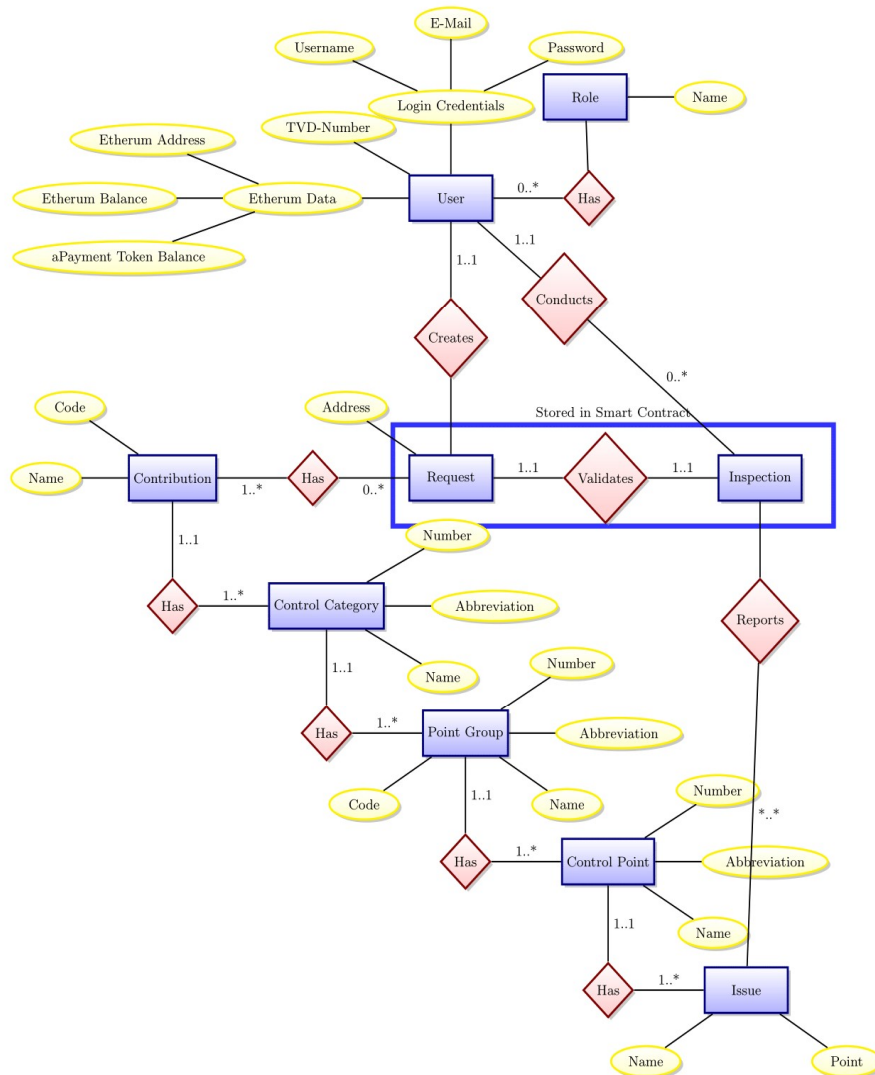 E-Mail
Username
Password
Login Credentials
Role
Name
TVD-Number
Etherum Address
Etherum Balance
Etherum Data
User
0..*
Has
aPayment Token Balance
1..1
1..1
Conducts
Creates
0..*
Code
Address
Stored in Smart Contract
Name
Contribution
1..*
Has
0..*
Request
1..1
Validates
1..1
Inspection
1..1
Number
Has
1..*
Control Category
Abbreviation
Reports
1..1
Name
Number
Has
1..*
Point Group
Abbreviation
Code
1..1
Name
Number
*..*
Has
1..*
Control Point
Abbreviation
1..1
Name
Has
1..*
Issue
Name
Point